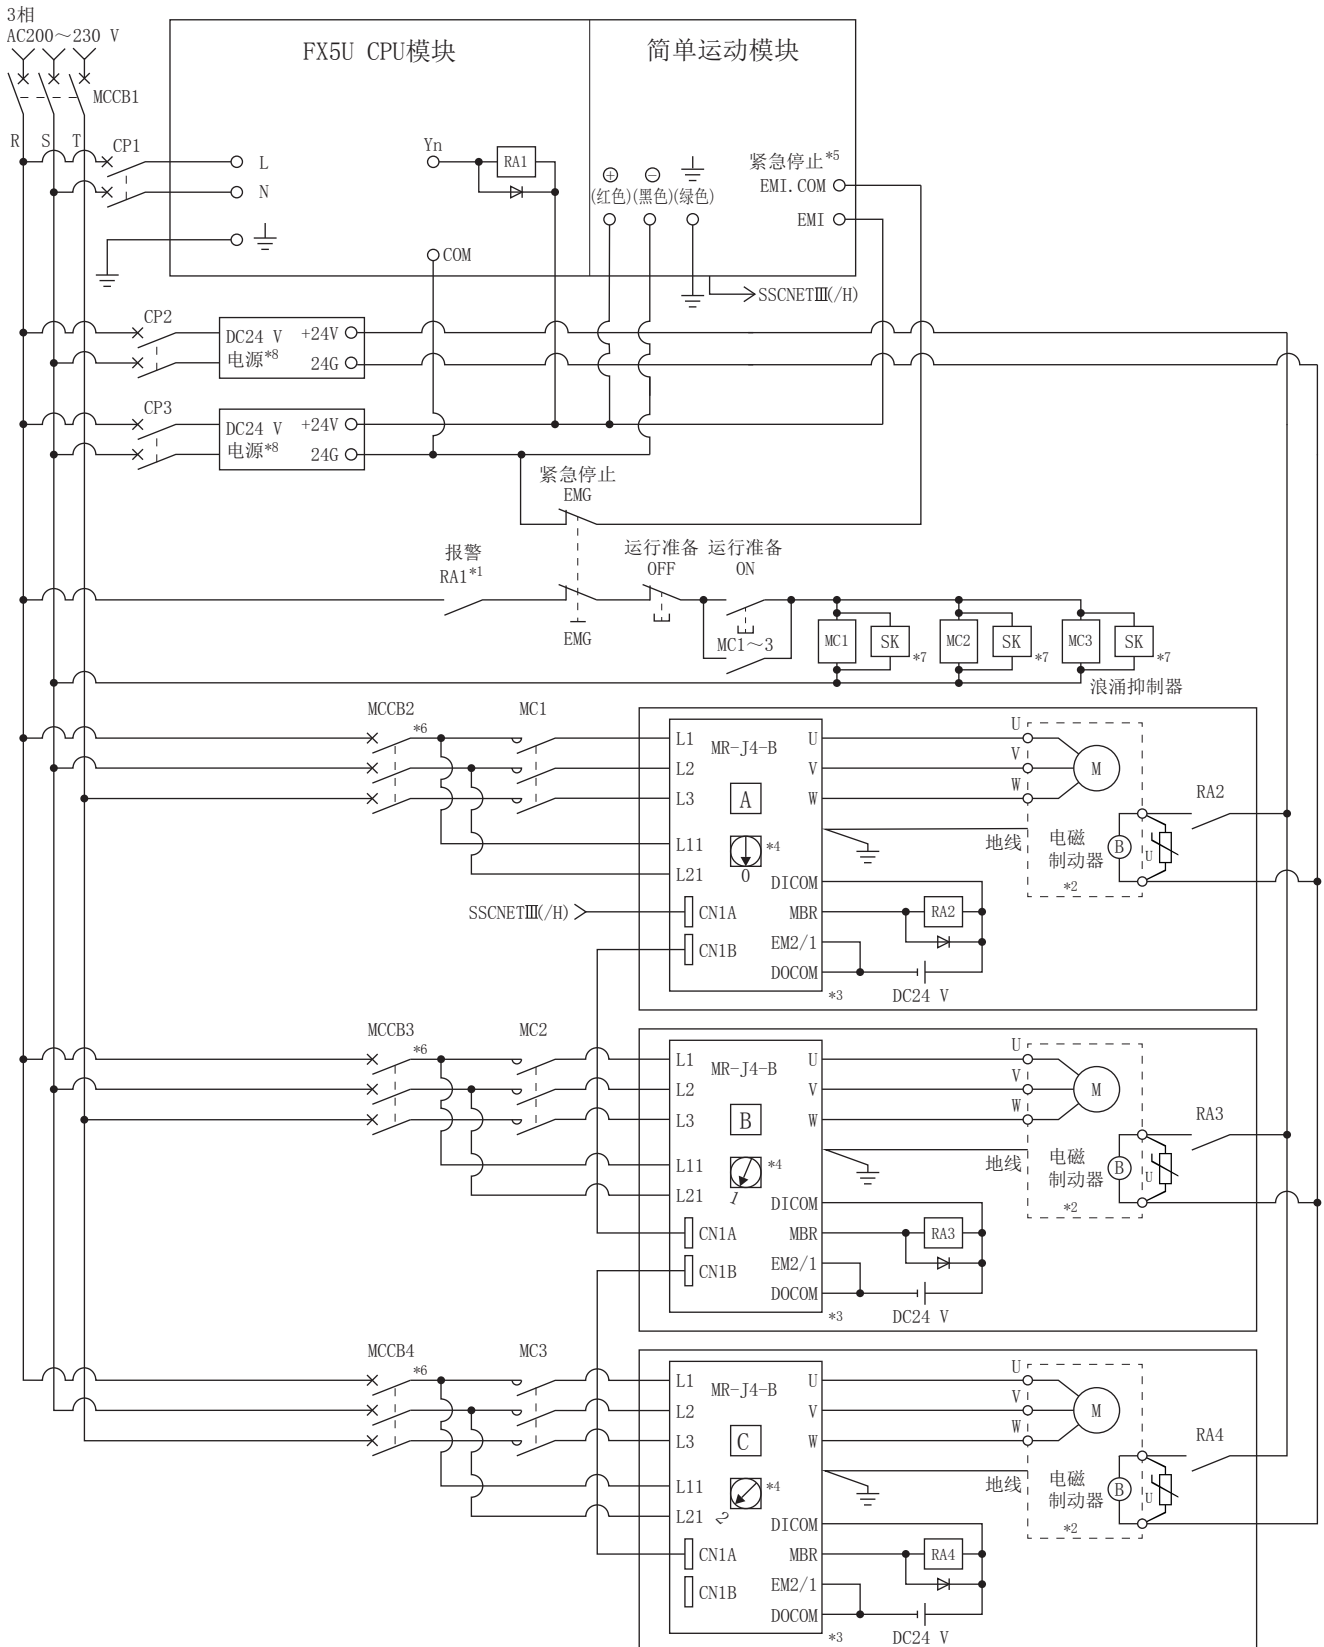 3相
AC200～230 V
MCCB1
R S T
CP1
FX5U CPU模块
简单运动模块
L
N
Yn
RA1
COM
(红色)(黑色)(绿色)
紧急停止*5
EMI.COM
EMI
SSCNETⅢ(/H)
CP2
DC24 V
电源*8
+24V
24G
CP3
DC24 V
电源*8
+24V
24G
紧急停止
EMG
报警
RA1*1
EMG
运行准备
OFF
运行准备
ON
MC1～3
MC1
SK
*7
MC2
SK
*7
MC3
SK
*7
浪涌抑制器
MCCB2
*6
MC1
L1
L2
L3
L11
L21
CN1A
CN1B
SSCNETⅢ(/H)
MR-J4-B
A
*4
0
U
V
W
DICOM
MBR
EM2/1
DOCOM
*3
RA2
DC24 V
地线
U
V
W
M
电磁
制动器
*2
B
U
RA2
MCCB3
*6
MC2
L1
L2
L3
L11
L21
CN1A
CN1B
MR-J4-B
B
*4
1
U
V
W
DICOM
MBR
EM2/1
DOCOM
*3
RA3
DC24 V
地线
U
V
W
M
电磁
制动器
*2
B
U
RA3
MCCB4
*6
MC3
L1
L2
L3
L11
L21
CN1A
CN1B
MR-J4-B
C
*4
2
U
V
W
DICOM
MBR
EM2/1
DOCOM
*3
RA4
DC24 V
地线
U
V
W
M
电磁
制动器
*2
B
U
RA4